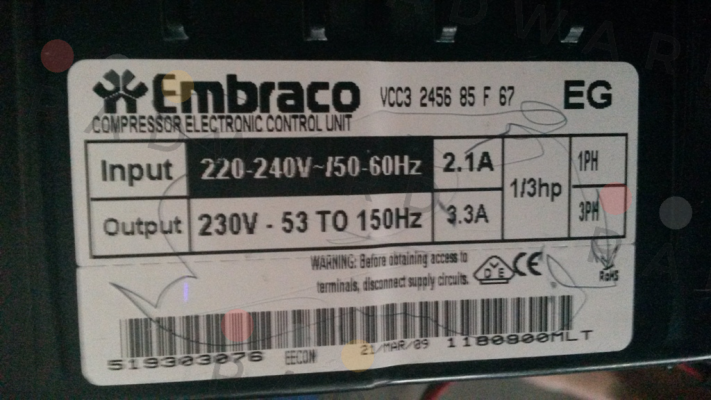 Embraco VCC3 2456 85 F 67 EG
COMPRESSOR ELECTRONIC CONTROL UNIT
Input 220-240V~/50-60Hz 2.1A 1/3hp 1PH
Output 230V - 53 TO 150Hz 3.3A 3PH
WARNING: Before obtaining access to
terminals, disconnect supply circuits.
VDE CE RoHS
519303076 EECON 21/MAR/09 1180800MLT